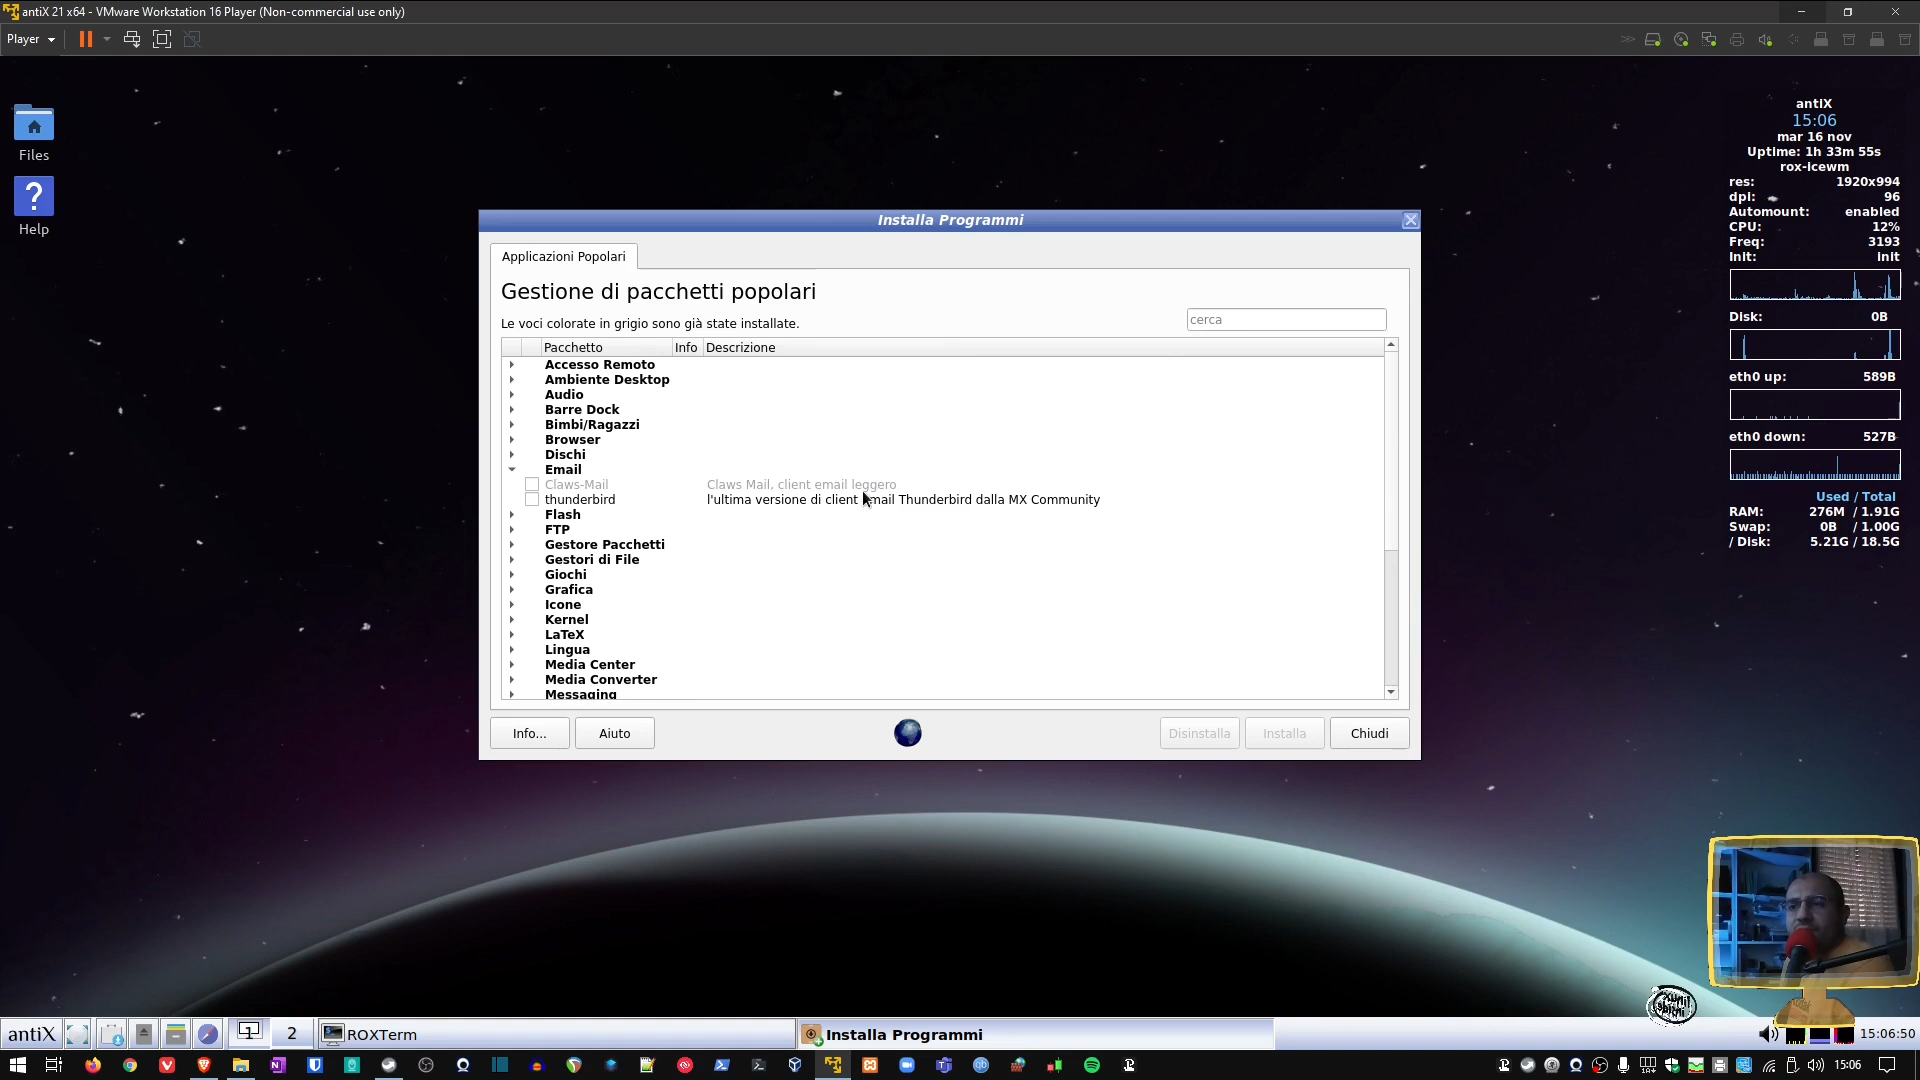 antiX 21 x64 - VMware Workstation 16 Player (Non-commercial use only)
Player
Files
Help
antiX
15:06
mar 16 nov
Uptime: 1h 33m 55s
rox-icewm
res: 1920x994
dpi: 96
Automount: enabled
CPU: 12%
Freq: 3193
Init: init
Disk: 0B
eth0 up: 589B
eth0 down: 527B
Used / Total
RAM: 276M / 1.91G
Swap: 0B / 1.00G
/ Disk: 5.21G / 18.5G
Installa Programmi
Applicazioni Popolari
Gestione di pacchetti popolari
Le voci colorate in grigio sono già state installate.
cerca
Pacchetto Info Descrizione
Accesso Remoto
Ambiente Desktop
Audio
Barre Dock
Bimbi/Ragazzi
Browser
Dischi
Email
Claws-Mail Claws Mail, client email leggero
thunderbird l'ultima versione di client email Thunderbird dalla MX Community
Flash
FTP
Gestore Pacchetti
Gestori di File
Giochi
Grafica
Icone
Kernel
LaTeX
Lingua
Media Center
Media Converter
Messaging
Info...
Aiuto
Disinstalla
Installa
Chiudi
antiX
1
2
ROXTerm
Installa Programmi
15:06:50
15:06